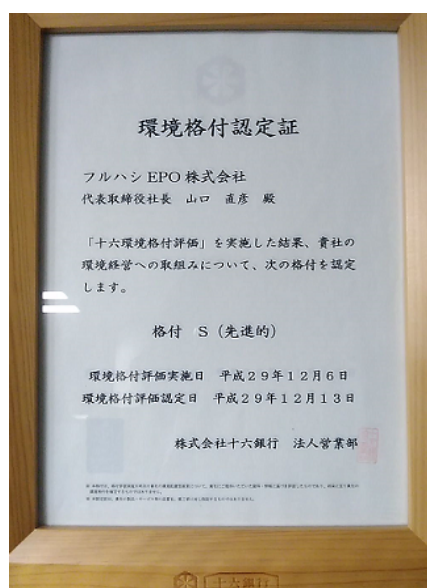 環境格付認定証
フルハシEPO株式会社
代表取締役社長 山口 直彦 殿
「十六環境格付評価」を実施した結果、貴社の
環境経営への取組みについて、次の格付を認定
します。
格付 S(先進的)
環境格付評価実施日 平成29年12月6日
環境格付評価認定日 平成29年12月13日
株式会社十六銀行 法人営業部
十六銀行